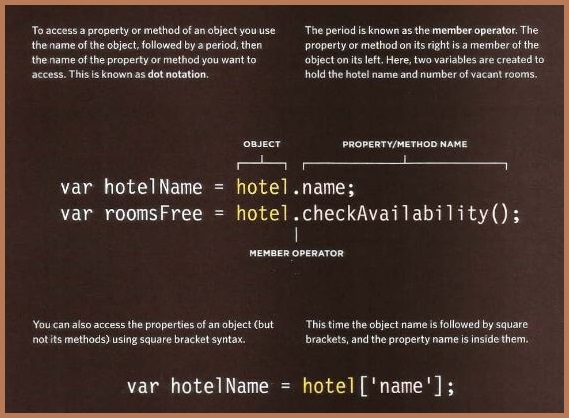 To access a property or method of an object you use
the name of the object, followed by a period, then
the name of the property or method you want to
access. This is known as dot notation.
The period is known as the member operator. The
property or method on its right is a member of the
object on its left. Here, two variables are created to
hold the hotel name and number of vacant rooms.
OBJECT
PROPERTY/METHOD NAME
var hotelName = hotel.name;
var roomsFree = hotel.checkAvailability();
MEMBER OPERATOR
You can also access the properties of an object (but
not its methods) using square bracket syntax.
This time the object name is followed by square
brackets, and the property name is inside them.
var hotelName = hotel['name'];